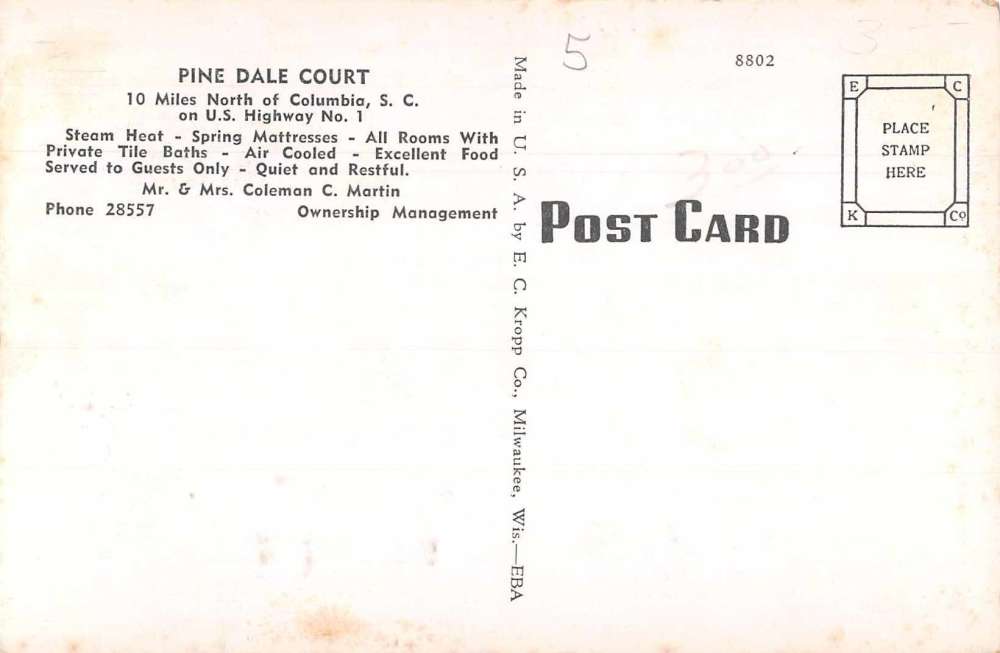 PINE DALE COURT
10 Miles North of Columbia, S. C.
on U.S. Highway No. 1
Steam Heat - Spring Mattresses - All Rooms With
Private Tile Baths - Air Cooled - Excellent Food
Served to Guests Only - Quiet and Restful.
Mr. & Mrs. Coleman C. Martin
Phone 28557 Ownership Management
Made in U. S. A. by E. C. Kropp Co., Milwaukee, Wis.—EBA
5
8802
3
3.00
POST CARD
E C
PLACE
STAMP
HERE
K Co